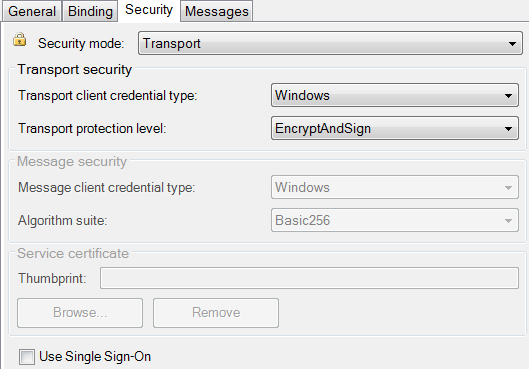 General Binding Security Messages
Security mode: Transport
Transport security
Transport client credential type: Windows
Transport protection level: EncryptAndSign
Message security
Message client credential type: Windows
Algorithm suite: Basic256
Service certificate
Thumbprint:
Browse... Remove
Use Single Sign-On